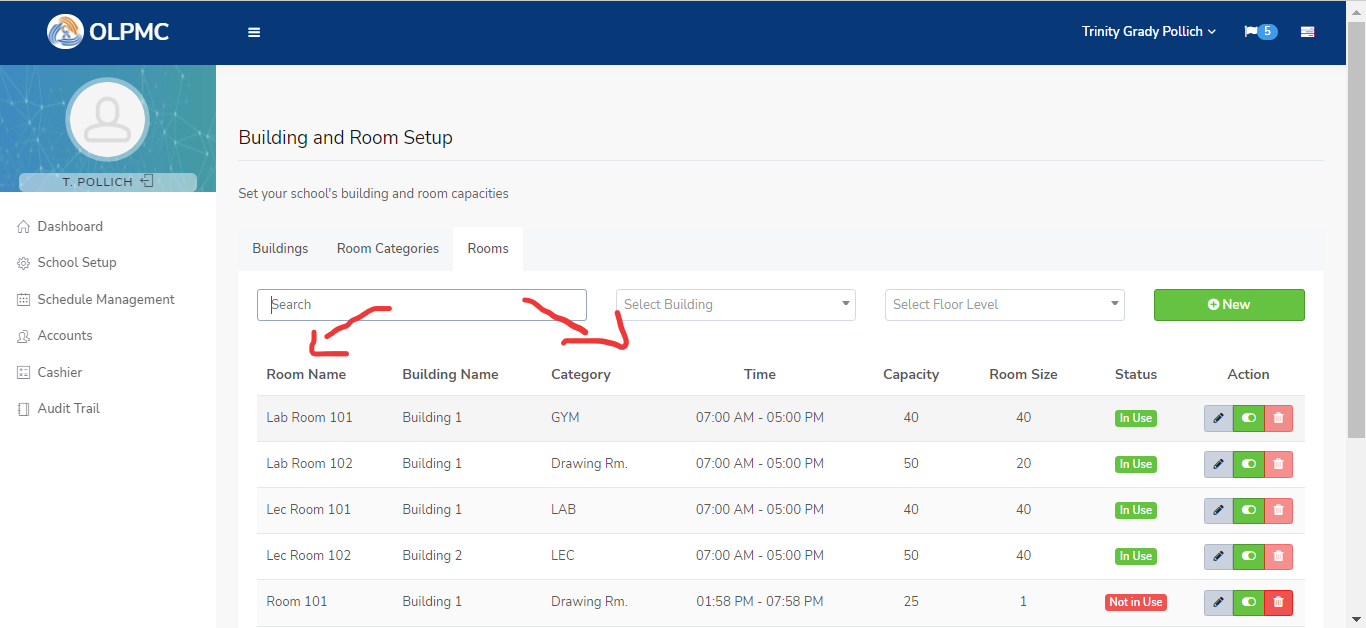 OLPMC
Trinity Grady Pollich
5
T. POLLICH
Dashboard
School Setup
Schedule Management
Accounts
Cashier
Audit Trail
Building and Room Setup
Set your school's building and room capacities
Buildings Room Categories Rooms
Search Select Building Select Floor Level New
Room Name Building Name Category Time Capacity Room Size Status Action
Lab Room 101 Building 1 GYM 07:00 AM - 05:00 PM 40 40 In Use
Lab Room 102 Building 1 Drawing Rm. 07:00 AM - 05:00 PM 50 20 In Use
Lec Room 101 Building 1 LAB 07:00 AM - 05:00 PM 40 40 In Use
Lec Room 102 Building 2 LEC 07:00 AM - 05:00 PM 50 40 In Use
Room 101 Building 1 Drawing Rm. 01:58 PM - 07:58 PM 25 1 Not in Use